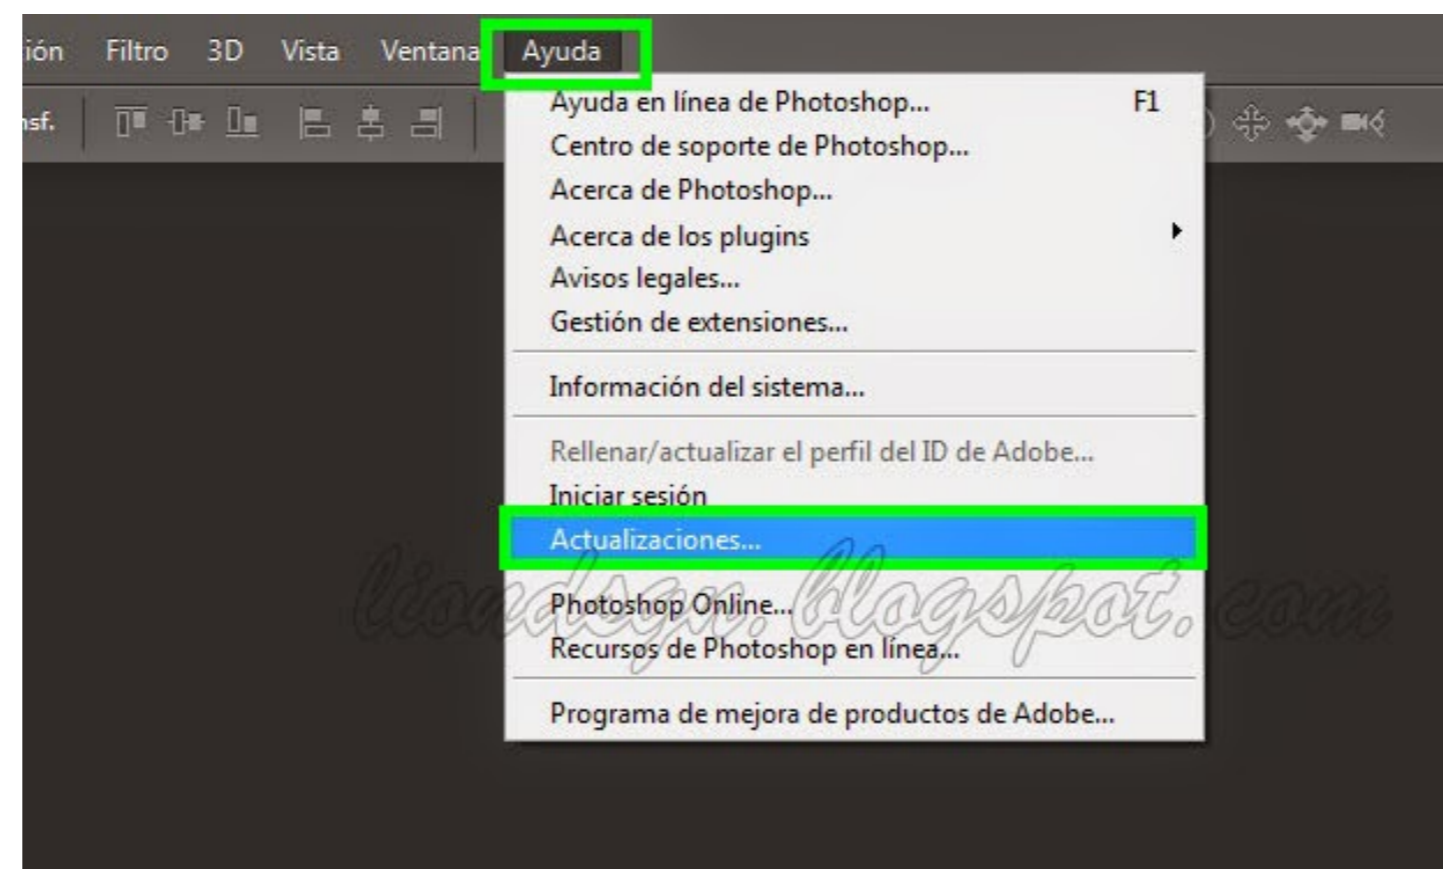 ión Filtro 3D Vista Ventana Ayuda
nsf.
Ayuda en línea de Photoshop... F1
Centro de soporte de Photoshop...
Acerca de Photoshop...
Acerca de los plugins
Avisos legales...
Gestión de extensiones...
Información del sistema...
Rellenar/actualizar el perfil del ID de Adobe...
Iniciar sesión
Actualizaciones...
Photoshop Online...
liondsgn.blogspot.com
Recursos de Photoshop en línea...
Programa de mejora de productos de Adobe...